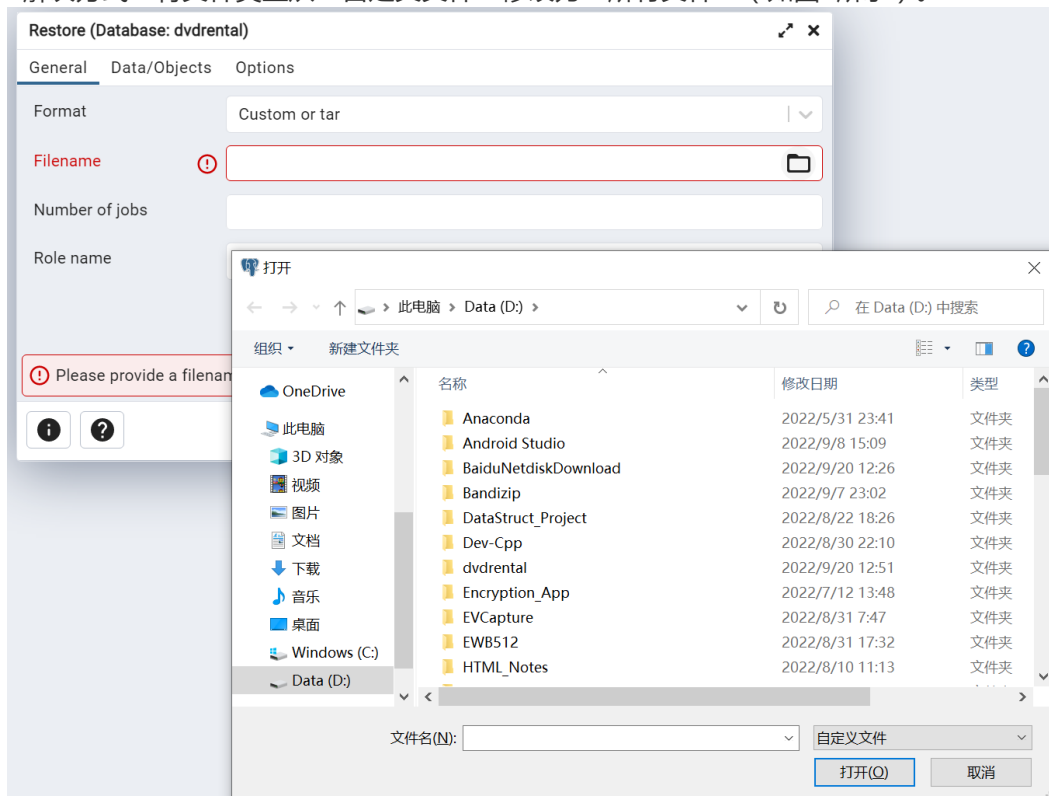 Restore (Database: dvdrental)
General Data/Objects Options
Format Custom or tar
Filename
Number of jobs
Role name
Please provide a filenam
打开
此电脑 > Data (D:) >
在 Data (D:) 中搜索
组织 新建文件夹
名称 修改日期 类型
OneDrive
此电脑
3D 对象
视频
图片
文档
下载
音乐
桌面
Windows (C:)
Data (D:)
Anaconda 2022/5/31 23:41 文件夹
Android Studio 2022/9/8 15:09 文件夹
BaiduNetdiskDownload 2022/9/20 12:26 文件夹
Bandizip 2022/9/7 23:02 文件夹
DataStruct_Project 2022/8/22 18:26 文件夹
Dev-Cpp 2022/8/30 22:10 文件夹
dvdrental 2022/9/20 12:51 文件夹
Encryption_App 2022/7/12 13:48 文件夹
EVCapture 2022/8/31 7:47 文件夹
EWB512 2022/8/31 17:32 文件夹
HTML_Notes 2022/8/10 11:13 文件夹
文件名(N): 自定义文件
打开(O) 取消